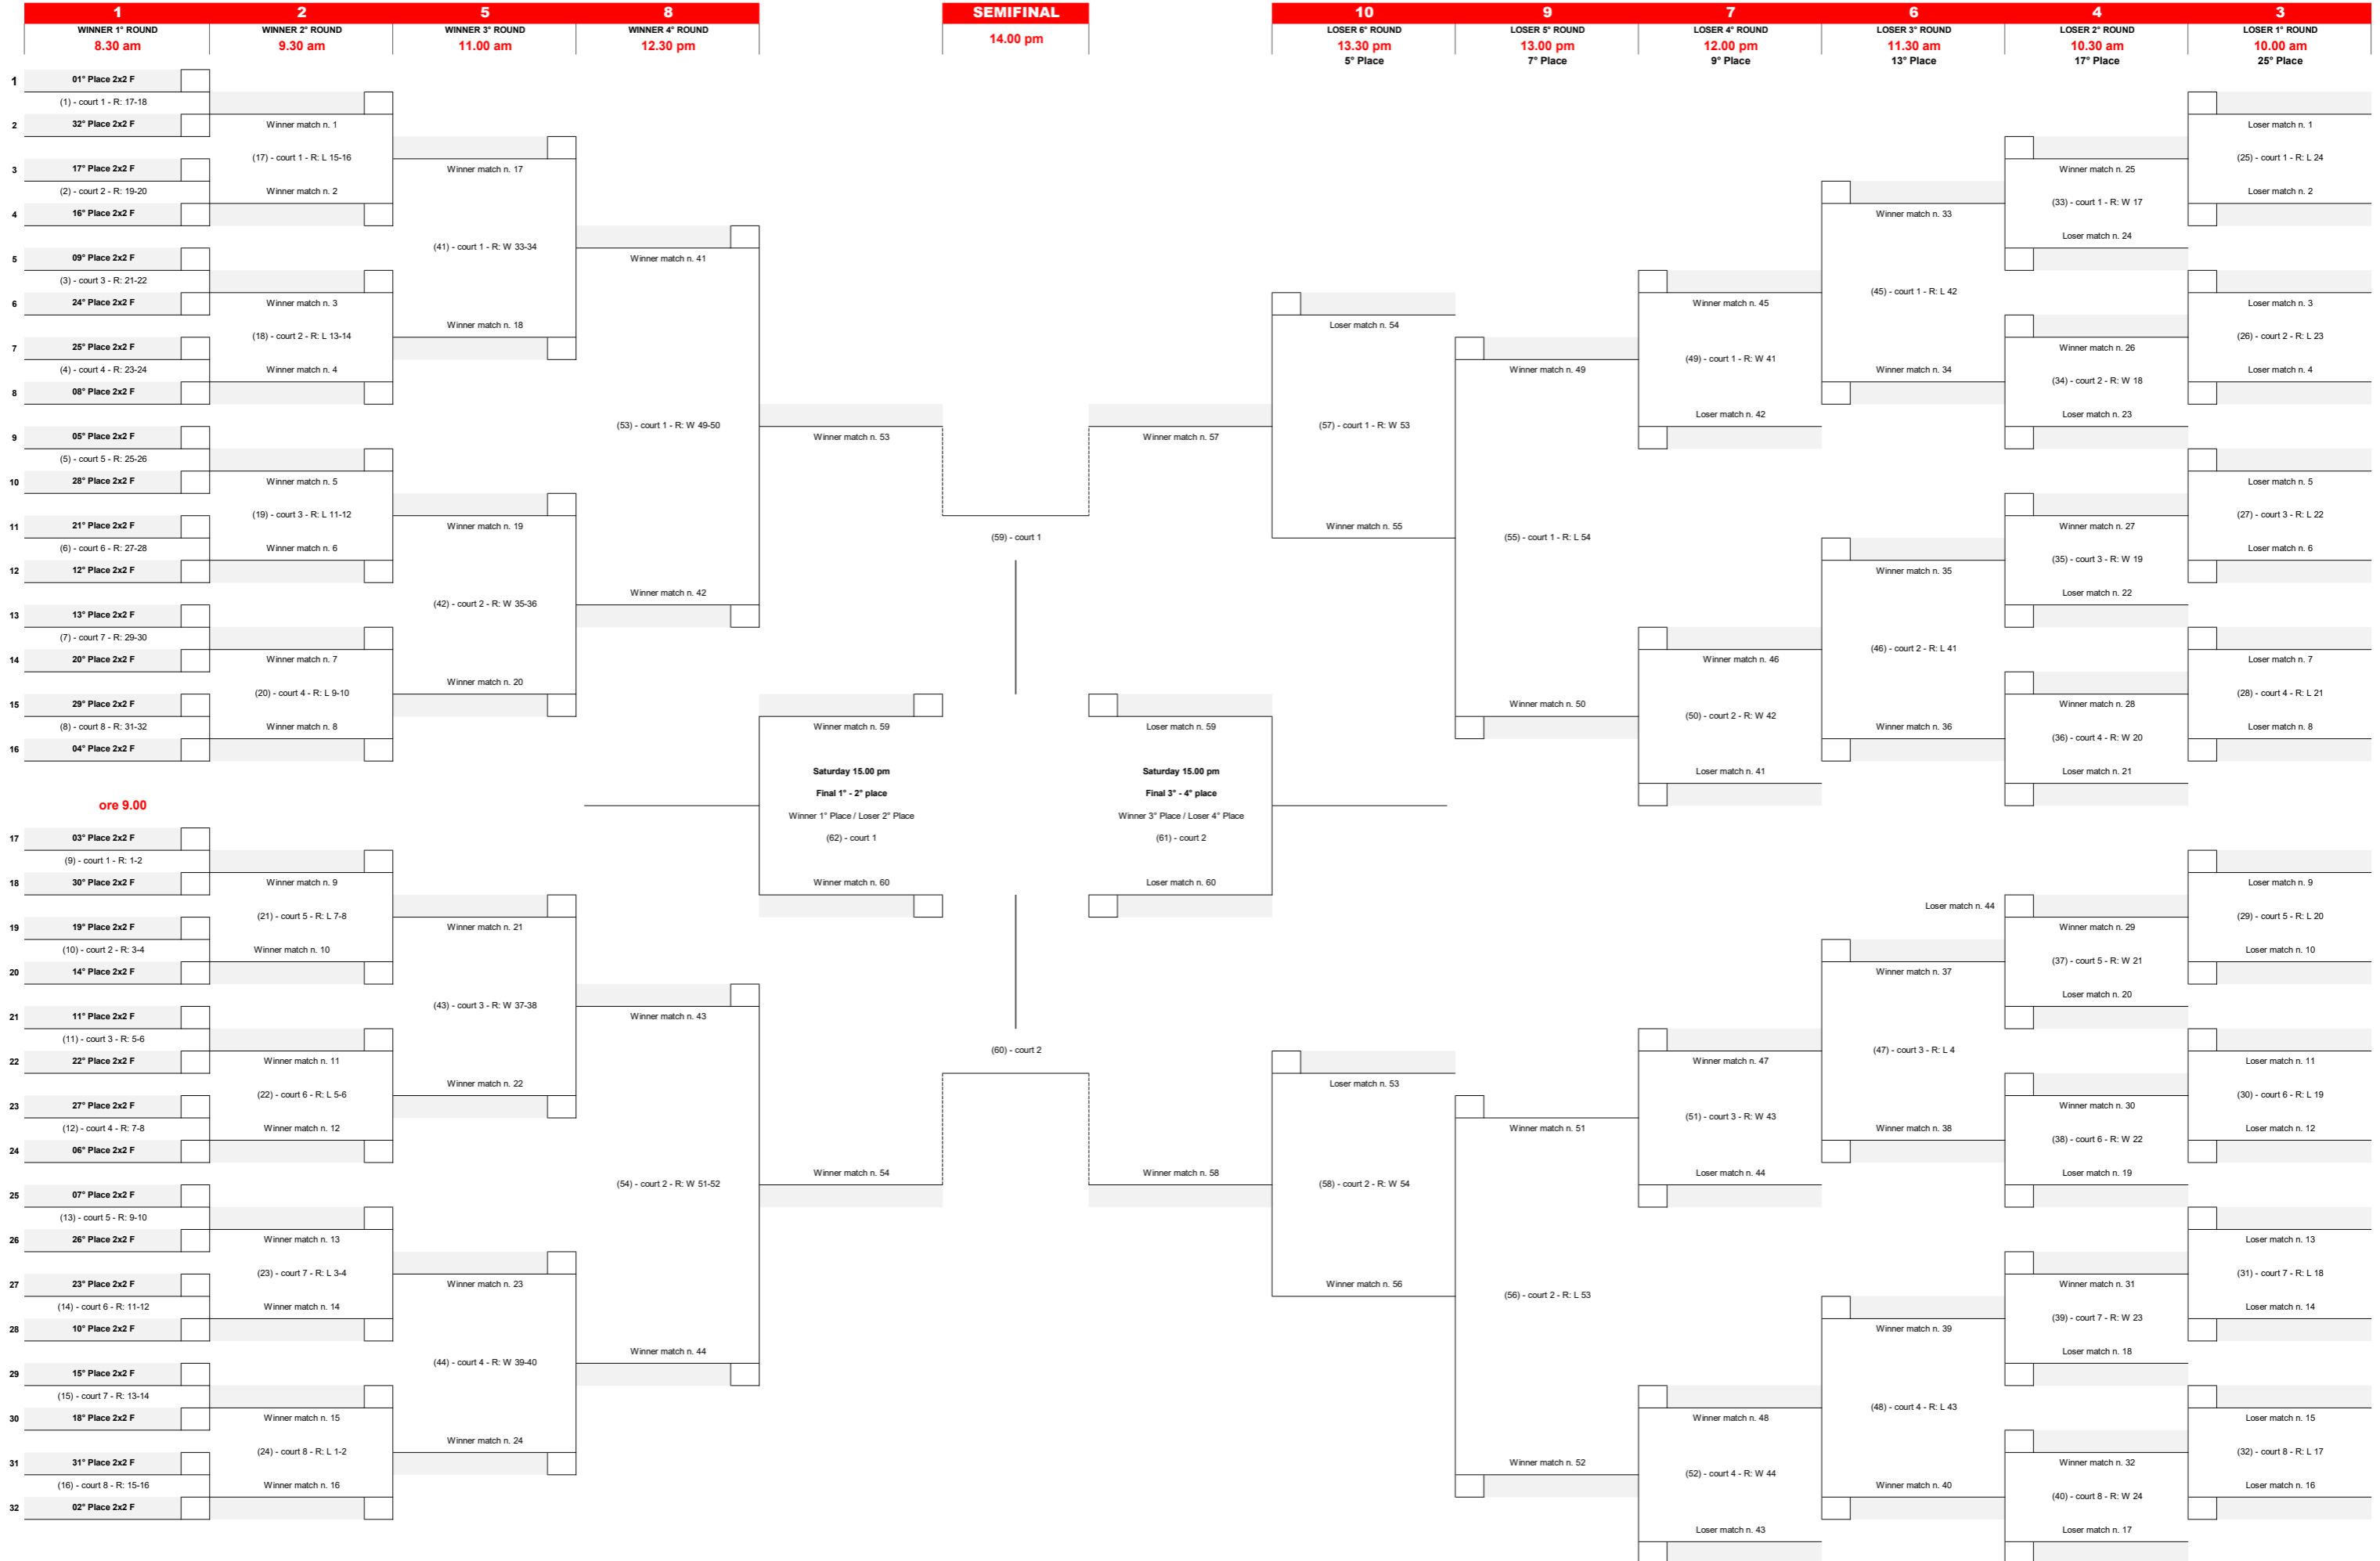 1 2 5 8 SEMIFINAL 10 9 7 6 4 3
WINNER 1° ROUND WINNER 2° ROUND WINNER 3° ROUND WINNER 4° ROUND LOSER 6° ROUND LOSER 5° ROUND LOSER 4° ROUND LOSER 3° ROUND LOSER 2° ROUND LOSER 1° ROUND
8.30 am 9.30 am 11.00 am 12.30 pm 14.00 pm 13.30 pm 13.00 pm 12.00 pm 11.30 am 10.30 am 10.00 am
5° Place 7° Place 9° Place 13° Place 17° Place 25° Place
1 01° Place 2x2 F
(1) - court 1 - R: 17-18
2 32° Place 2x2 F
3 17° Place 2x2 F
(2) - court 2 - R: 19-20
4 16° Place 2x2 F
5 09° Place 2x2 F
(3) - court 3 - R: 21-22
6 24° Place 2x2 F
7 25° Place 2x2 F
(4) - court 4 - R: 23-24
8 08° Place 2x2 F
9 05° Place 2x2 F
(5) - court 5 - R: 25-26
10 28° Place 2x2 F
11 21° Place 2x2 F
(6) - court 6 - R: 27-28
12 12° Place 2x2 F
13 13° Place 2x2 F
(7) - court 7 - R: 29-30
14 20° Place 2x2 F
15 29° Place 2x2 F
(8) - court 8 - R: 31-32
16 04° Place 2x2 F
ore 9.00
17 03° Place 2x2 F
(9) - court 1 - R: 1-2
18 30° Place 2x2 F
19 19° Place 2x2 F
(10) - court 2 - R: 3-4
20 14° Place 2x2 F
21 11° Place 2x2 F
(11) - court 3 - R: 5-6
22 22° Place 2x2 F
23 27° Place 2x2 F
(12) - court 4 - R: 7-8
24 06° Place 2x2 F
25 07° Place 2x2 F
(13) - court 5 - R: 9-10
26 26° Place 2x2 F
27 23° Place 2x2 F
(14) - court 6 - R: 11-12
28 10° Place 2x2 F
29 15° Place 2x2 F
(15) - court 7 - R: 13-14
30 18° Place 2x2 F
31 31° Place 2x2 F
(16) - court 8 - R: 15-16
32 02° Place 2x2 F
Winner match n. 1
(17) - court 1 - R: L 15-16
Winner match n. 2
Winner match n. 3
(18) - court 2 - R: L 13-14
Winner match n. 4
Winner match n. 5
(19) - court 3 - R: L 11-12
Winner match n. 6
Winner match n. 7
(20) - court 4 - R: L 9-10
Winner match n. 8
Winner match n. 9
(21) - court 5 - R: L 7-8
Winner match n. 10
Winner match n. 11
(22) - court 6 - R: L 5-6
Winner match n. 12
Winner match n. 13
(23) - court 7 - R: L 3-4
Winner match n. 14
Winner match n. 15
(24) - court 8 - R: L 1-2
Winner match n. 16
Winner match n. 17
(41) - court 1 - R: W 33-34
Winner match n. 18
Winner match n. 19
(42) - court 2 - R: W 35-36
Winner match n. 20
Winner match n. 21
(43) - court 3 - R: W 37-38
Winner match n. 22
Winner match n. 23
(44) - court 4 - R: W 39-40
Winner match n. 24
Winner match n. 41
(53) - court 1 - R: W 49-50
Winner match n. 42
Winner match n. 43
(54) - court 2 - R: W 51-52
Winner match n. 44
Winner match n. 53
Winner match n. 59
Saturday 15.00 pm
Final 1° - 2° place
Winner 1° Place / Loser 2° Place
(62) - court 1
Winner match n. 60
Winner match n. 54
(59) - court 1
(60) - court 2
Winner match n. 57
Loser match n. 59
Saturday 15.00 pm
Final 3° - 4° place
Winner 3° Place / Loser 4° Place
(61) - court 2
Loser match n. 60
Winner match n. 58
Loser match n. 54
(57) - court 1 - R: W 53
Winner match n. 55
Loser match n. 53
(58) - court 2 - R: W 54
Winner match n. 56
Winner match n. 49
(55) - court 1 - R: L 54
Winner match n. 50
Winner match n. 51
(56) - court 2 - R: L 53
Winner match n. 52
Winner match n. 45
(49) - court 1 - R: W 41
Loser match n. 42
Winner match n. 46
(50) - court 2 - R: W 42
Loser match n. 41
Winner match n. 47
(51) - court 3 - R: W 43
Loser match n. 44
Winner match n. 48
(52) - court 4 - R: W 44
Loser match n. 43
Winner match n. 33
(45) - court 1 - R: L 42
Winner match n. 34
Winner match n. 35
(46) - court 2 - R: L 41
Winner match n. 36
Loser match n. 44
Winner match n. 37
(47) - court 3 - R: L 4
Winner match n. 38
Winner match n. 39
(48) - court 4 - R: L 43
Winner match n. 40
Winner match n. 25
(33) - court 1 - R: W 17
Loser match n. 24
Winner match n. 26
(34) - court 2 - R: W 18
Loser match n. 23
Winner match n. 27
(35) - court 3 - R: W 19
Loser match n. 22
Winner match n. 28
(36) - court 4 - R: W 20
Loser match n. 21
Winner match n. 29
(37) - court 5 - R: W 21
Loser match n. 20
Winner match n. 30
(38) - court 6 - R: W 22
Loser match n. 19
Winner match n. 31
(39) - court 7 - R: W 23
Loser match n. 18
Winner match n. 32
(40) - court 8 - R: W 24
Loser match n. 17
Loser match n. 1
(25) - court 1 - R: L 24
Loser match n. 2
Loser match n. 3
(26) - court 2 - R: L 23
Loser match n. 4
Loser match n. 5
(27) - court 3 - R: L 22
Loser match n. 6
Loser match n. 7
(28) - court 4 - R: L 21
Loser match n. 8
Loser match n. 9
(29) - court 5 - R: L 20
Loser match n. 10
Loser match n. 11
(30) - court 6 - R: L 19
Loser match n. 12
Loser match n. 13
(31) - court 7 - R: L 18
Loser match n. 14
Loser match n. 15
(32) - court 8 - R: L 17
Loser match n. 16